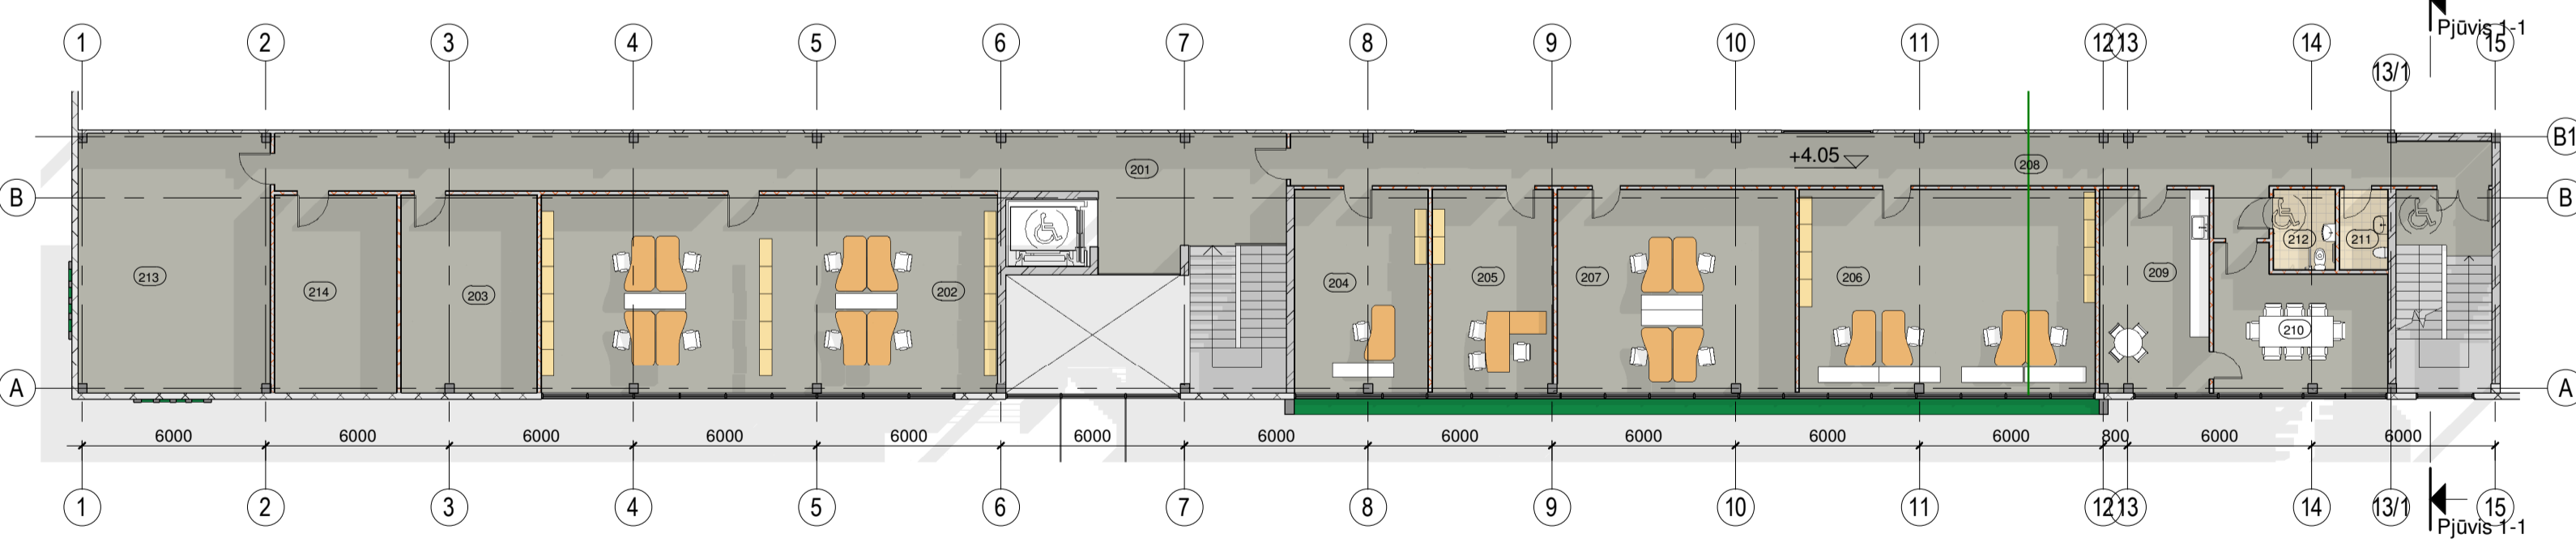 Pjūvis 1-1
1 2 3 4 5 6 7 8 9 10 11 12 13 14 13/1 15
B1
+4.05
201 208
B B
213 214 203 202 204 205 207 206 209 212 211
210
A A
6000 6000 6000 6000 6000 6000 6000 6000 6000 6000 6000 800 6000 6000
1 2 3 4 5 6 7 8 9 10 11 12 13 14 13/1 15
Pjūvis 1-1